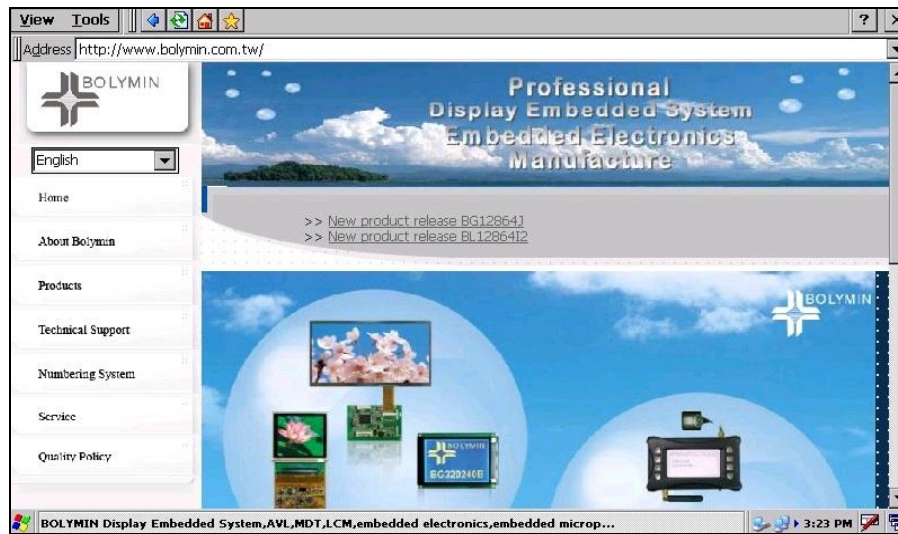 View Tools ?
Address http://www.bolymin.com.tw/
BOLYMIN
English
Home
About Bolymin
Products
Technical Support
Numbering System
Service
Quality Policy
Professional
Display Embedded System
Embedded Electronics
Manufacture
>> New product release BG12864J
>> New product release BL12864I2
BOLYMIN
BOLYMIN
BG320240B
BOLYMIN Display Embedded System,AVL,MDT,LCM,embedded electronics,embedded microp...
3:23 PM